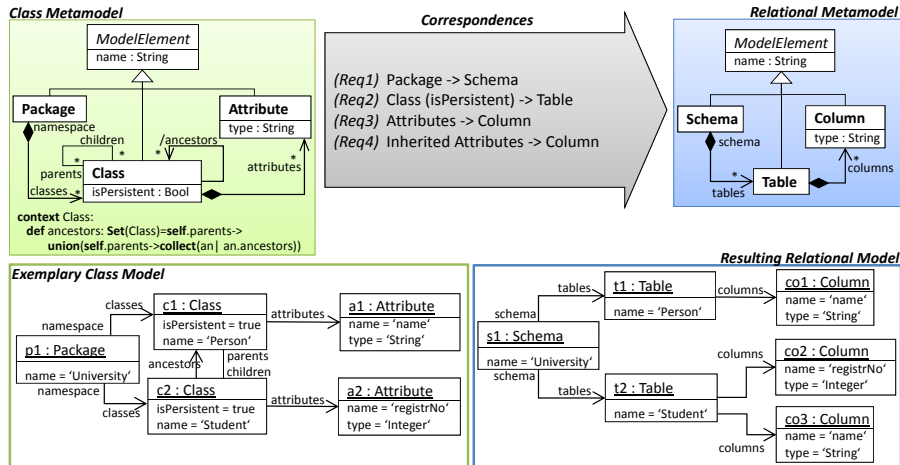 Class Metamodel
ModelElement
name : String
Package
Attribute
type : String
namespace
children
/ancestors
*
*
*
*
parents
attributes
Class
isPersistent : Bool
classes
*
context Class:
def ancestors: Set(Class)=self.parents->
union(self.parents->collect(an| an.ancestors))
Correspondences
(Req1) Package -> Schema
(Req2) Class (isPersistent) -> Table
(Req3) Attributes -> Column
(Req4) Inherited Attributes -> Column
Relational Metamodel
ModelElement
name : String
Schema
Column
type : String
schema
*
columns
*
tables
Table
Exemplary Class Model
classes
namespace
p1 : Package
name = 'University'
namespace
classes
c1 : Class
isPersistent = true
name = 'Person'
ancestors
parents
children
c2 : Class
isPersistent = true
name = 'Student'
attributes
a1 : Attribute
name = 'name'
type = 'String'
attributes
a2 : Attribute
name = 'registrNo'
type = 'Integer'
Resulting Relational Model
tables
schema
s1 : Schema
name = 'University'
schema
tables
t1 : Table
name = 'Person'
columns
co1 : Column
name = 'name'
type = 'String'
t2 : Table
name = 'Student'
columns
co2 : Column
name = 'registrNo'
type = 'Integer'
columns
co3 : Column
name = 'name'
type = 'String'